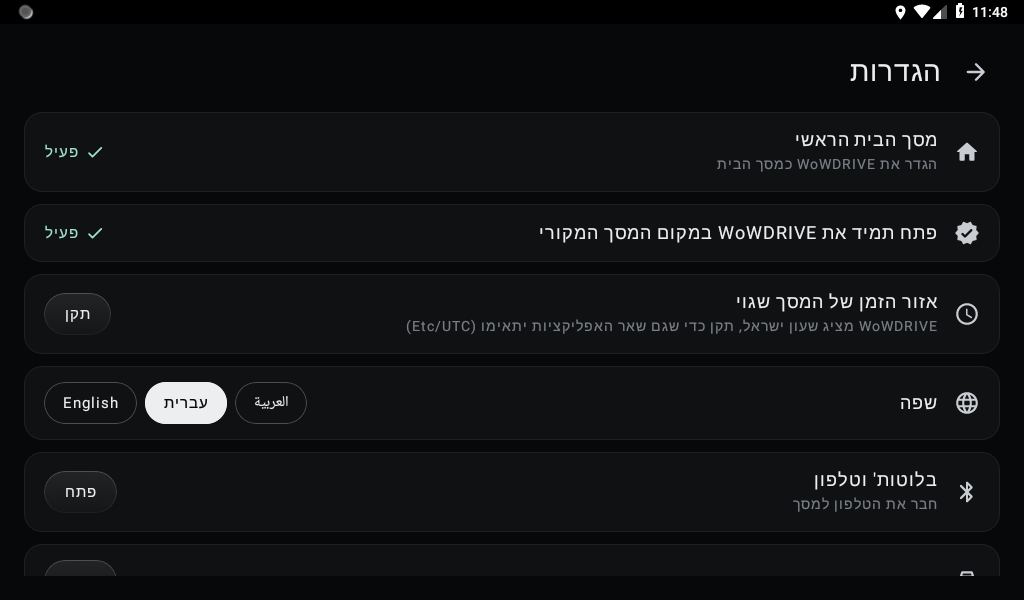 11:48
הגדרות
מסך הבית הראשי
הגדר את WoWDRIVE כמסך הבית
פעיל
פתח תמיד את WoWDRIVE במקום המסך המקורי
פעיל
אזור הזמן של המסך שגוי
WoWDRIVE מציג שעון ישראל, תקן כדי שגם שאר האפליקציות יתאימו (Etc/UTC)
תקן
שפה
العربية
עברית
English
בלוטות' וטלפון
חבר את הטלפון למסך
פתח